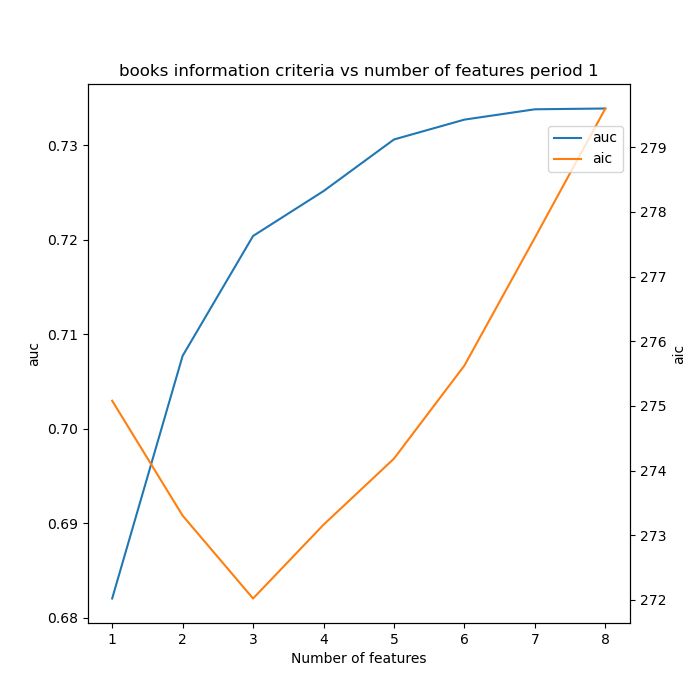 books information criteria vs number of features period 1
auc
aic
0.73
0.72
0.71
0.70
0.69
0.68
auc
279
278
277
276
275
274
273
272
aic
1 2 3 4 5 6 7 8
Number of features